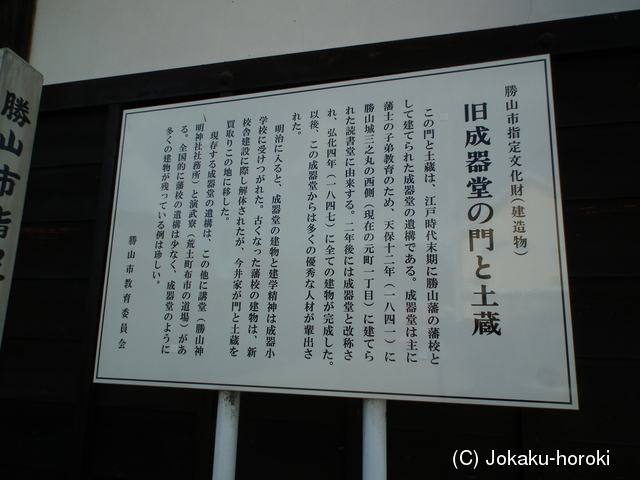 勝山市指定文化財(建造物)
旧成器堂の門と土蔵
この門と土蔵は、江戸時代末期に勝山藩の藩校と
して建てられた成器堂の遺構である。成器堂は主に
藩士の子弟教育のため、天保十二年(一八四一)に
勝山城三之丸の西側(現在の元町一丁目)に建てら
れた読書堂に由来する。二年後には成器堂と改称さ
れ、弘化四年(一八四七)に全ての建物が完成した。
以後、この成器堂からは多くの優秀な人材が輩出さ
れた。
明治に入ると、成器堂の建物と建学精神は成器小
学校に受けつがれた。古くなった藩校の建物は、新
校舎建設に際し解体されたが、今井家が門と土蔵を
買取りこの地に移した。
現存する成器堂の遺構は、この他に講堂(勝山神
明神社社務所)と演武寮(荒土町布市の道場)があ
る。全国的に藩校の遺構は少なく、成器堂のように
多くの建物が残っている例は珍しい。
勝山市教育委員会
勝山市指
(C) Jokaku-horoki